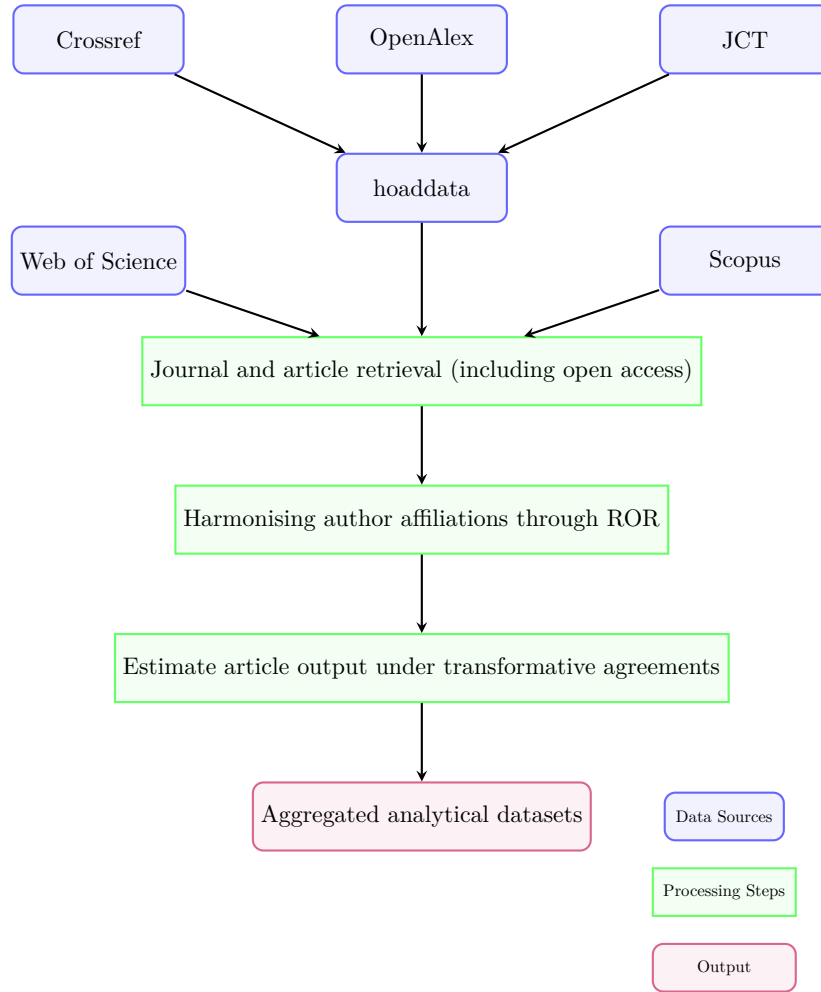 Crossref
OpenAlex
JCT
hoaddata
Web of Science
Scopus
Journal and article retrieval (including open access)
Harmonising author affiliations through ROR
Estimate article output under transformative agreements
Aggregated analytical datasets
Data Sources
Processing Steps
Output